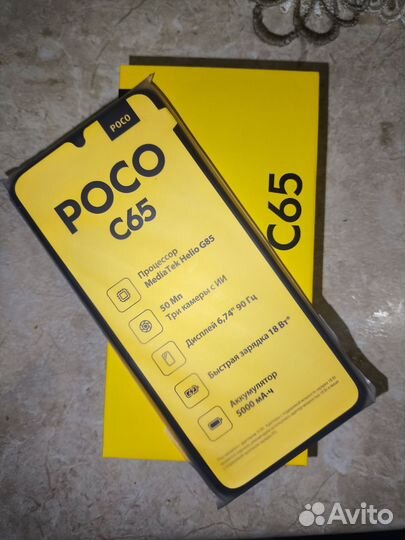 POCO
POCO
C65
Процессор
MediaTek Helio G85
50 Мп
Три камеры с ИИ
Дисплей 6,74" 90 Гц
Быстрая зарядка 18 Вт*
Аккумулятор
5000 мА·ч
C65
Avito